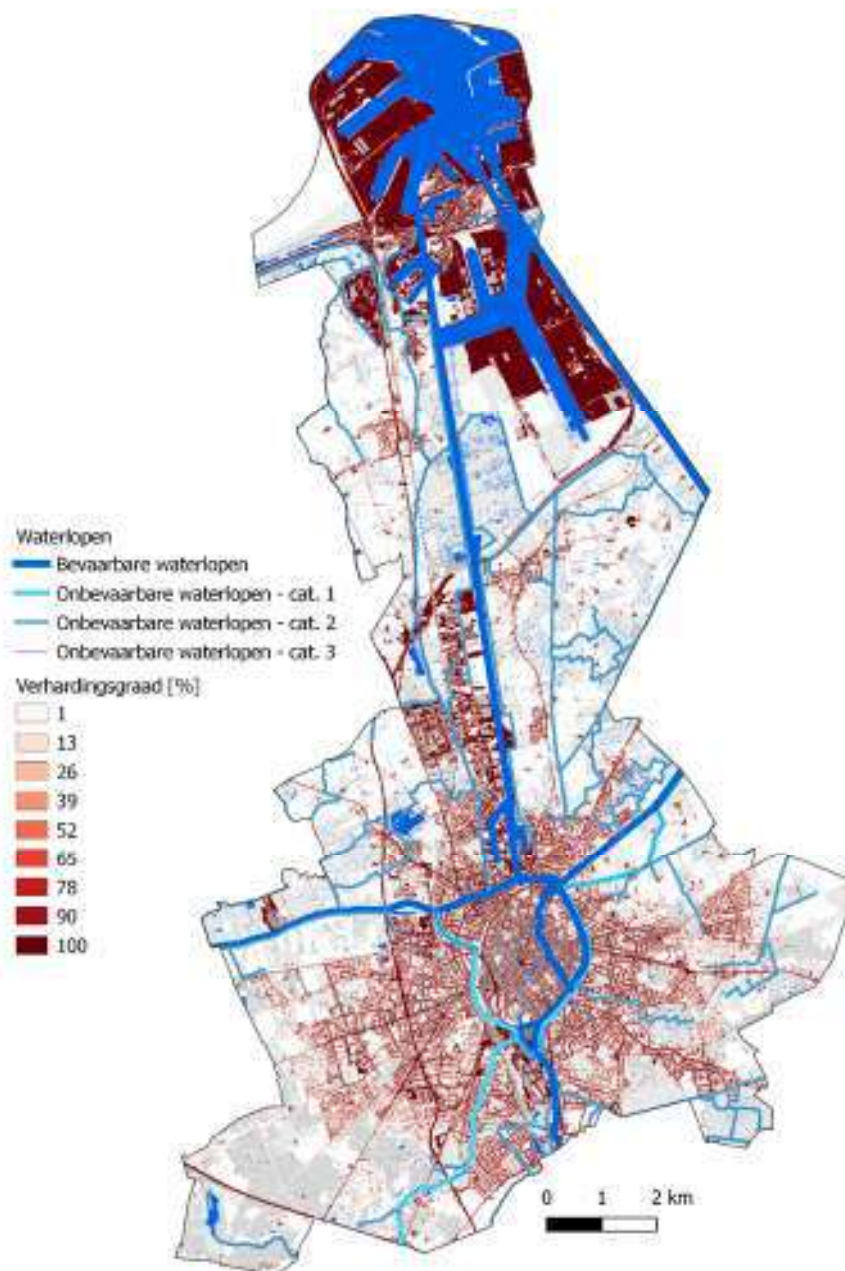 Waterlopen
Bevaarbare waterlopen
Onbevaarbare waterlopen - cat. 1
Onbevaarbare waterlopen - cat. 2
Onbevaarbare waterlopen - cat. 3
Verhardingsgraad [%]
1
13
26
39
52
65
78
90
100
0 1 2 km